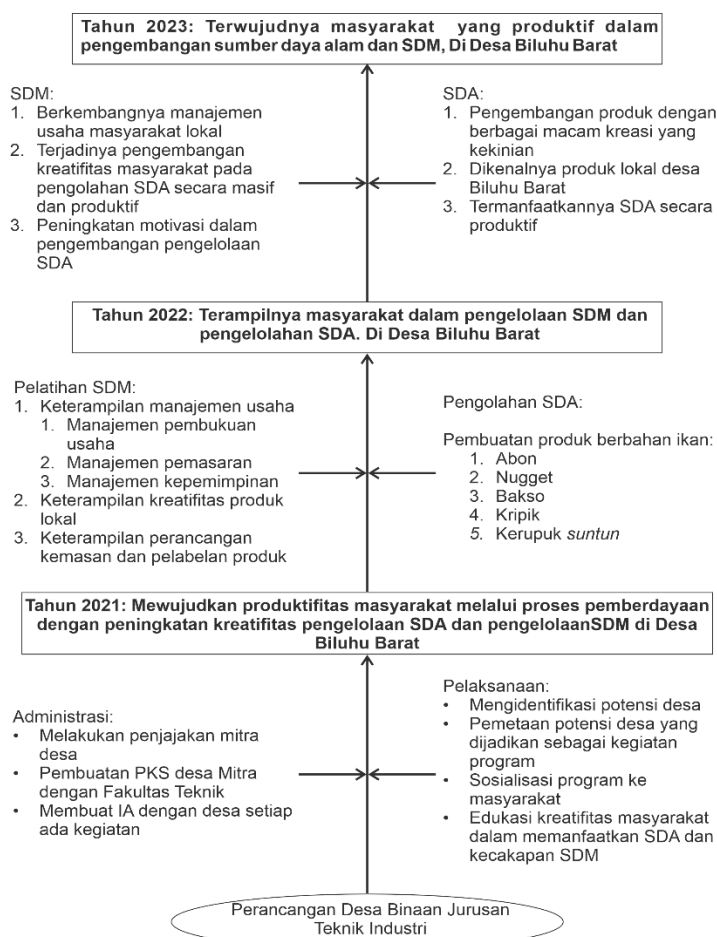 Tahun 2023: Terwujudnya masyarakat yang produktif dalam
pengembangan sumber daya alam dan SDM, Di Desa Biluhu Barat
SDM:
1. Berkembangnya manajemen
usaha masyarakat lokal
2. Terjadinya pengembangan
kreatifitas masyarakat pada
pengolahan SDA secara masif
dan produktif
3. Peningkatan motivasi dalam
pengembangan pengelolaan
SDA
SDA:
1. Pengembangan produk dengan
berbagai macam kreasi yang
kekinian
2. Dikenalnya produk lokal desa
Biluhu Barat
3. Termanfaatkannya SDA secara
produktif
Tahun 2022: Terampilnya masyarakat dalam pengelolaan SDM dan
pengelolahan SDA. Di Desa Biluhu Barat
Pelatihan SDM:
1. Keterampilan manajemen usaha
1. Manajemen pembukuan
usaha
2. Manajemen pemasaran
3. Manajemen kepemimpinan
2. Keterampilan kreatifitas produk
lokal
3. Keterampilan perancangan
kemasan dan pelabelan produk
Pengolahan SDA:
Pembuatan produk berbahan ikan:
1. Abon
2. Nugget
3. Bakso
4. Kripik
5. Kerupuk suntun
Tahun 2021: Mewujudkan produktifitas masyarakat melalui proses pemberdayaan
dengan peningkatan kreatifitas pengelolaan SDA dan pengelolaanSDM di Desa
Biluhu Barat
Administrasi:
• Melakukan penjajakan mitra
desa
• Pembuatan PKS desa Mitra
dengan Fakultas Teknik
• Membuat IA dengan desa setiap
ada kegiatan
Pelaksanaan:
• Mengidentifikasi potensi desa
• Pemetaan potensi desa yang
dijadikan sebagai kegiatan
program
• Sosialisasi program ke
masyarakat
• Edukasi kreatifitas masyarakat
dalam memanfaatkan SDA dan
kecakapan SDM
Perancangan Desa Binaan Jurusan
Teknik Industri